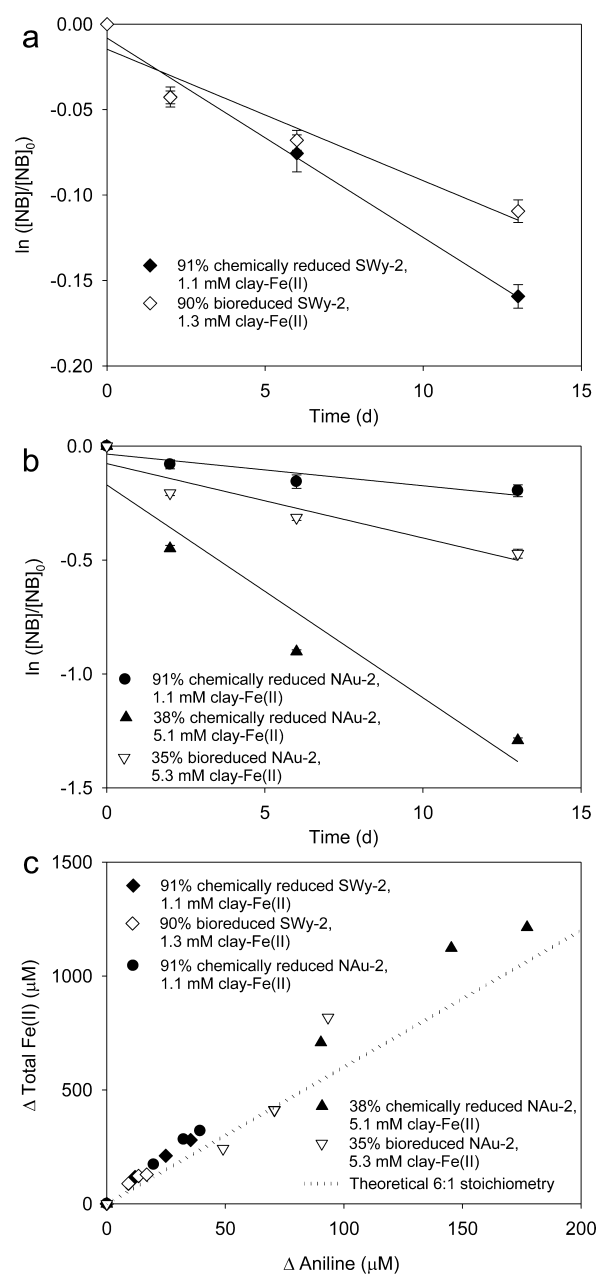 a
0.00
-0.05
-0.10
-0.15
-0.20
ln ([NB]/[NB]0)
91% chemically reduced SWy-2,
1.1 mM clay-Fe(II)
90% bioreduced SWy-2,
1.3 mM clay-Fe(II)
0 5 10 15
Time (d)
b
0.0
-0.5
-1.0
-1.5
ln ([NB]/[NB]0)
91% chemically reduced NAu-2,
1.1 mM clay-Fe(II)
38% chemically reduced NAu-2,
5.1 mM clay-Fe(II)
35% bioreduced NAu-2,
5.3 mM clay-Fe(II)
0 5 10 15
Time (d)
c
1500
1000
500
0
Δ Total Fe(II) (μM)
91% chemically reduced SWy-2,
1.1 mM clay-Fe(II)
90% bioreduced SWy-2,
1.3 mM clay-Fe(II)
91% chemically reduced NAu-2,
1.1 mM clay-Fe(II)
38% chemically reduced NAu-2,
5.1 mM clay-Fe(II)
35% bioreduced NAu-2,
5.3 mM clay-Fe(II)
Theoretical 6:1 stoichiometry
0 50 100 150 200
Δ Aniline (μM)